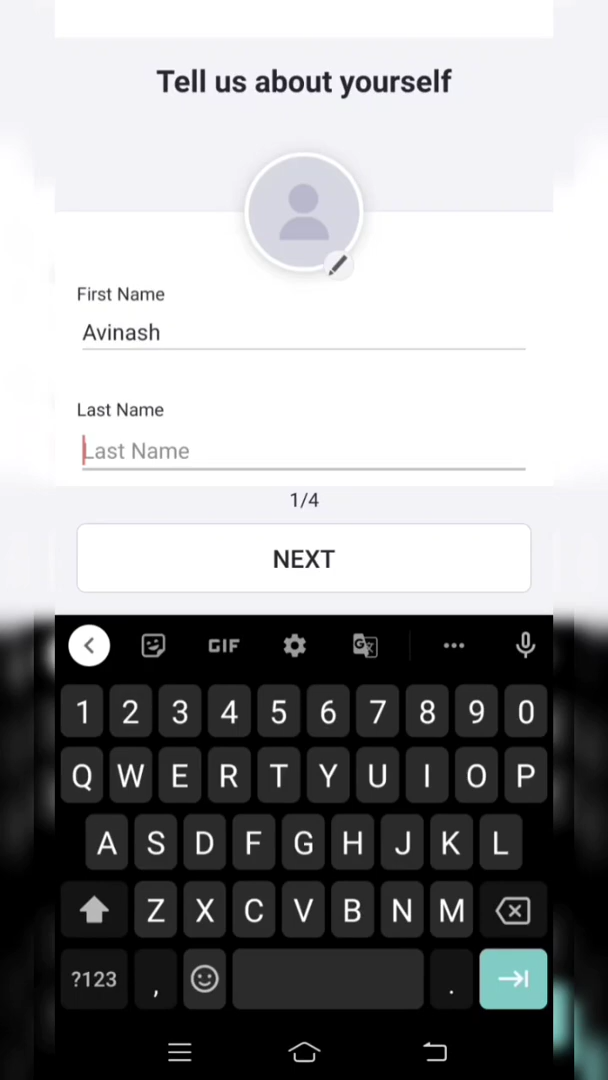 Tell us about yourself
First Name
Avinash
Last Name
Last Name
1/4
NEXT
GIF
1 2 3 4 5 6 7 8 9 0
Q W E R T Y U I O P
A S D F G H J K L
Z X C V B N M
?123 , .